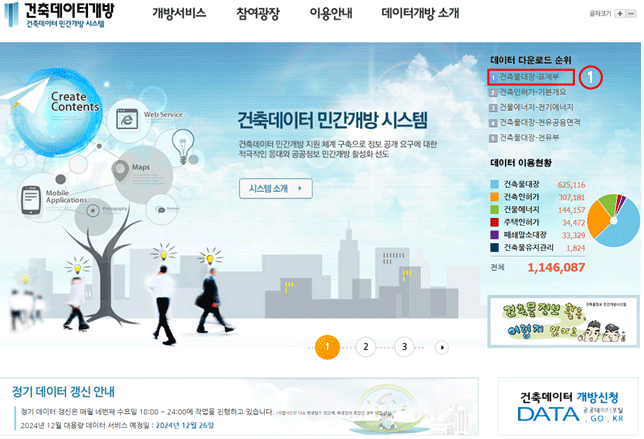 건축데이터개방
건축데이터 민간개방 시스템
개방서비스
참여광장
이용안내
데이터개방 소개
글자크기
Create
Contents
Web Service
Maps
Mobile
Applications
Photography
건축데이터 민간개방 시스템
건축데이터 민간개방 지원 체계 구축으로 정보 공개 요구에 대한
적극적인 응대와 공공정보 민간개방 활성화 선도
시스템 소개
1 2 3
데이터 다운로드 순위
1 건축물대장-표제부
①
2 건축인허가-기본개요
3 건물에너지-전기에너지
4 건축물대장-전유공용면적
5 건축물대장-전유부
데이터 이용현황
건축물대장 625,116
건축인허가 307,181
건물에너지 144,157
주택인허가 34,472
폐쇄말소대장 33,329
건축물유지관리 1,824
전체 1,146,087
건축물정보 활용
어렵지 않아요
정기 데이터 갱신 안내
정기 데이터 갱신은 매월 네번째 수요일 18:00 ~ 24:00에 작업을 진행하고 있습니다.
2024년 12월 대용량 데이터 서비스 예정일 : 2024년 12월 26일
건축데이터 개방신청
공공데이터포털
DATA.GO.KR